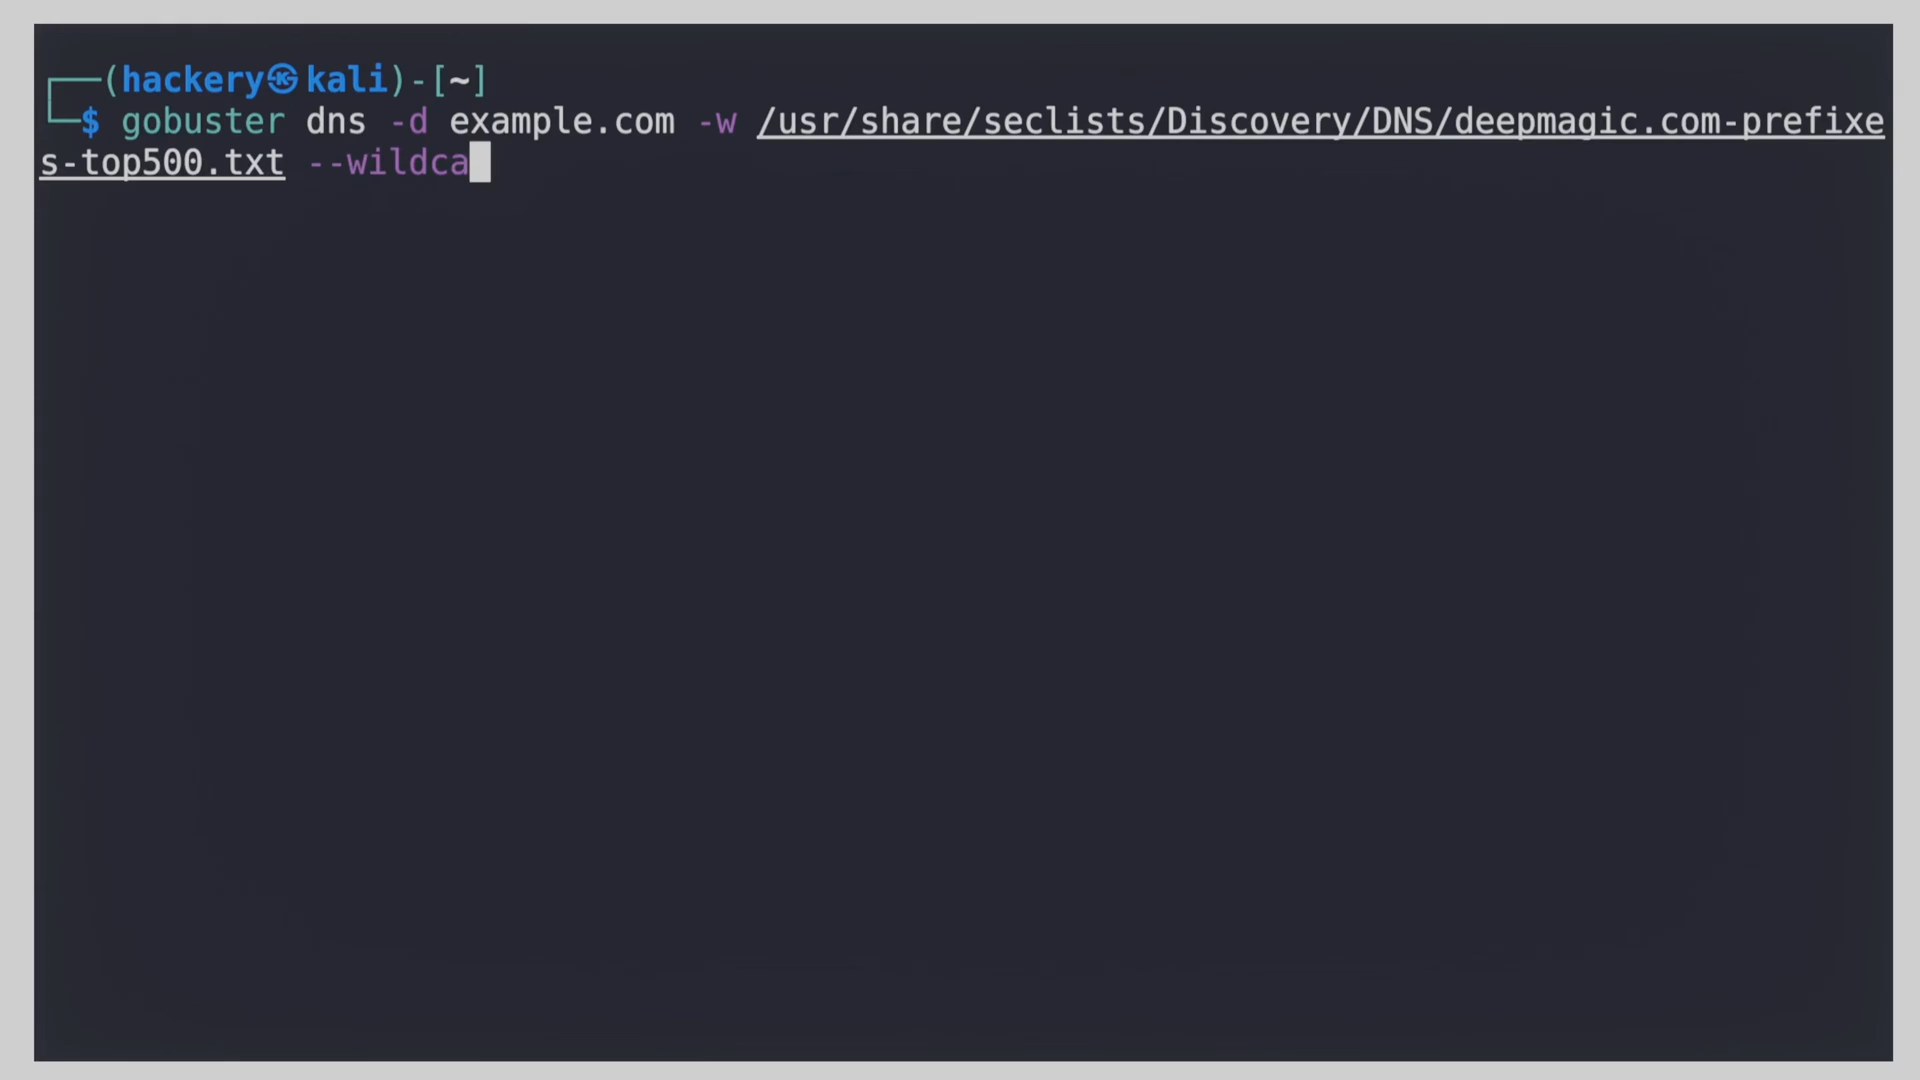 ┌──(hackery㉿kali)-[~]
└─$ gobuster dns -d example.com -w /usr/share/seclists/Discovery/DNS/deepmagic.com-prefixe
s-top500.txt --wildca